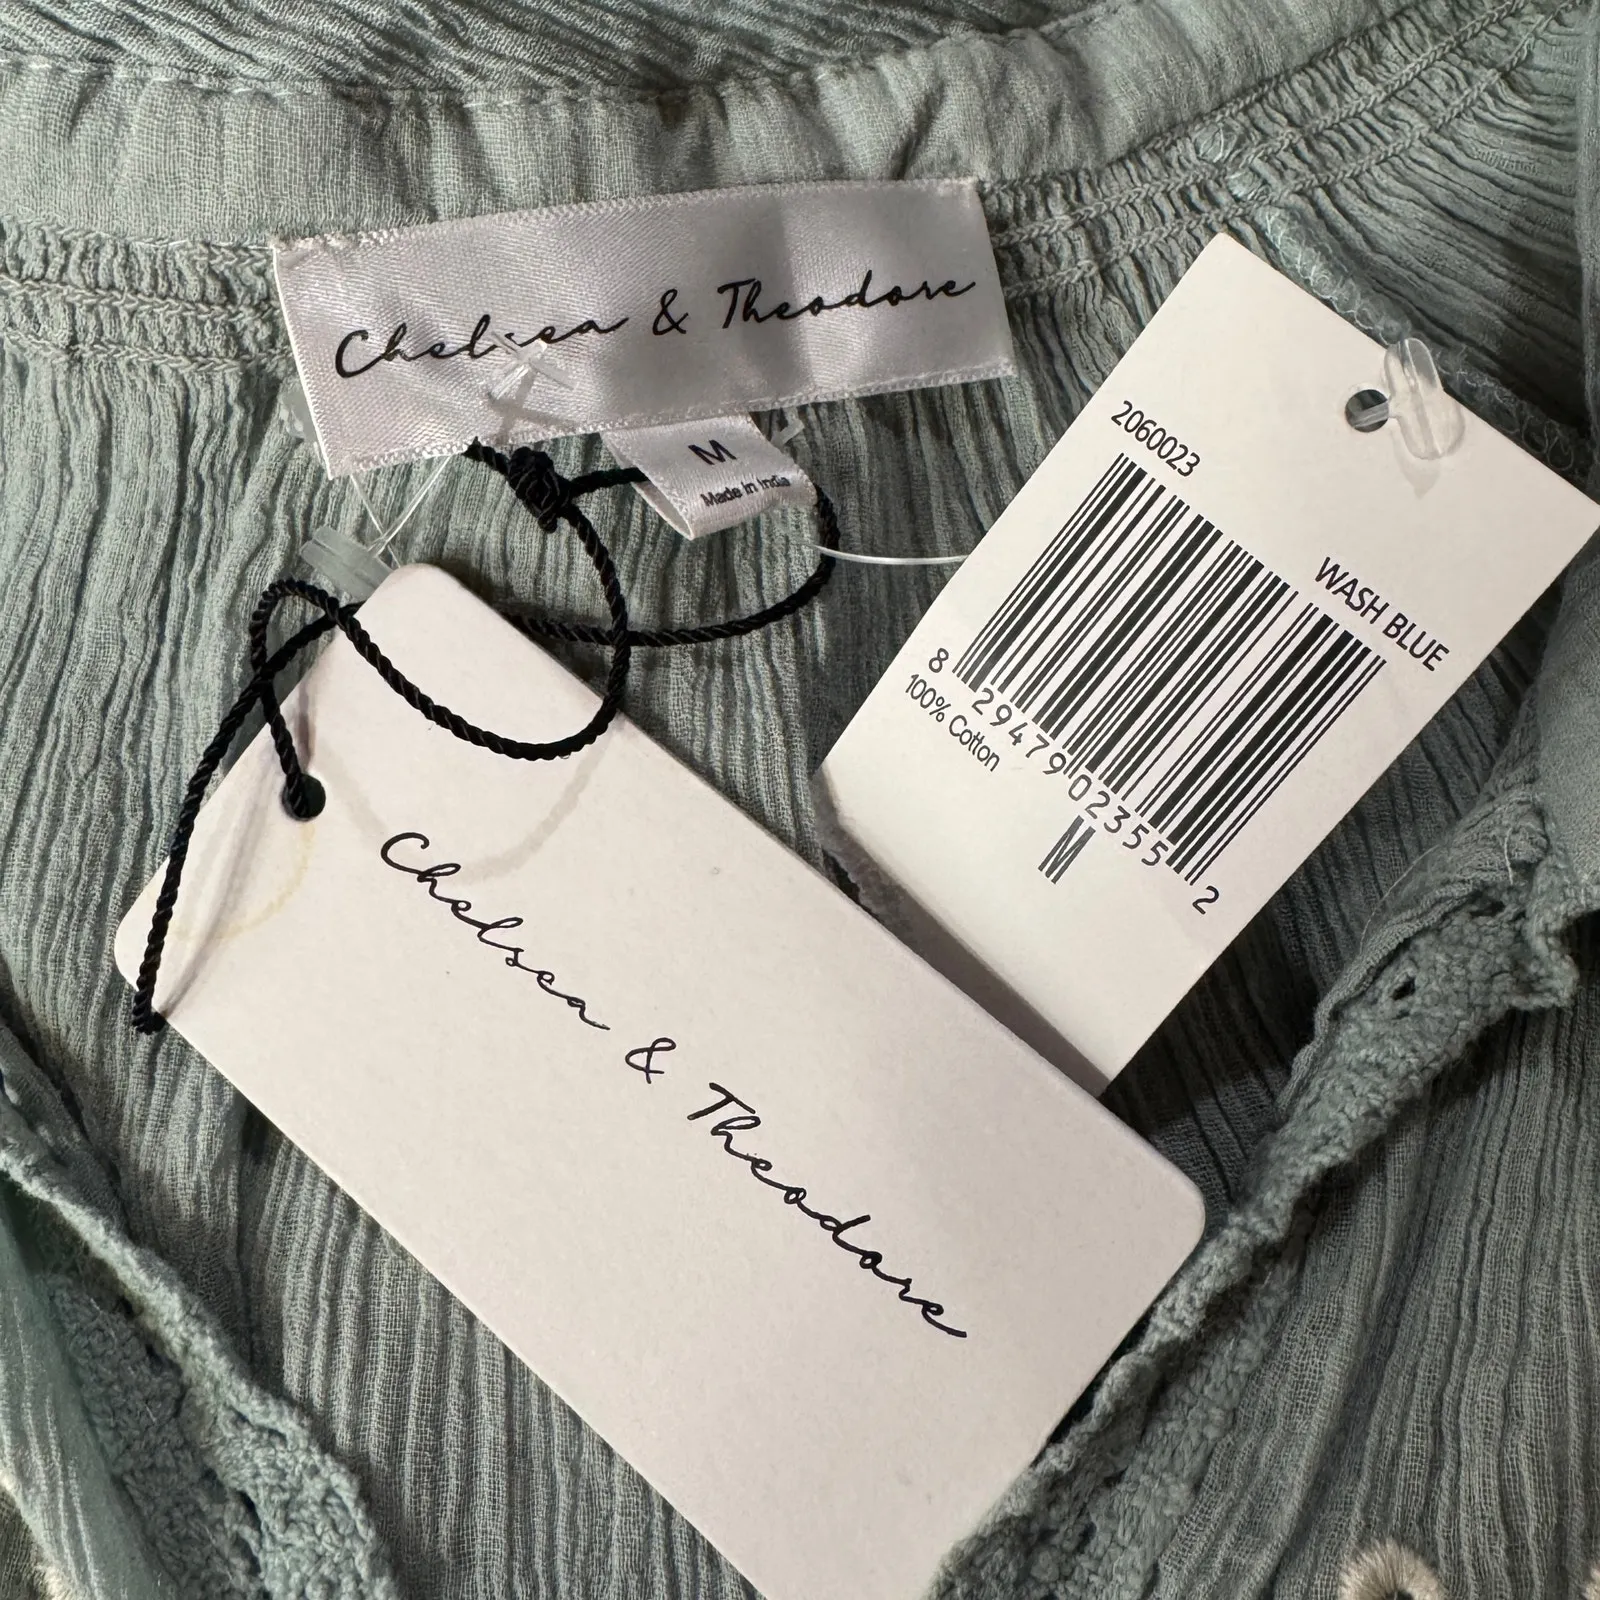 Chelsea & Theodore
M
Made in India
2060023
WASH BLUE
8 29479 02355 2
100% Cotton
M
Chelsea & Theodore